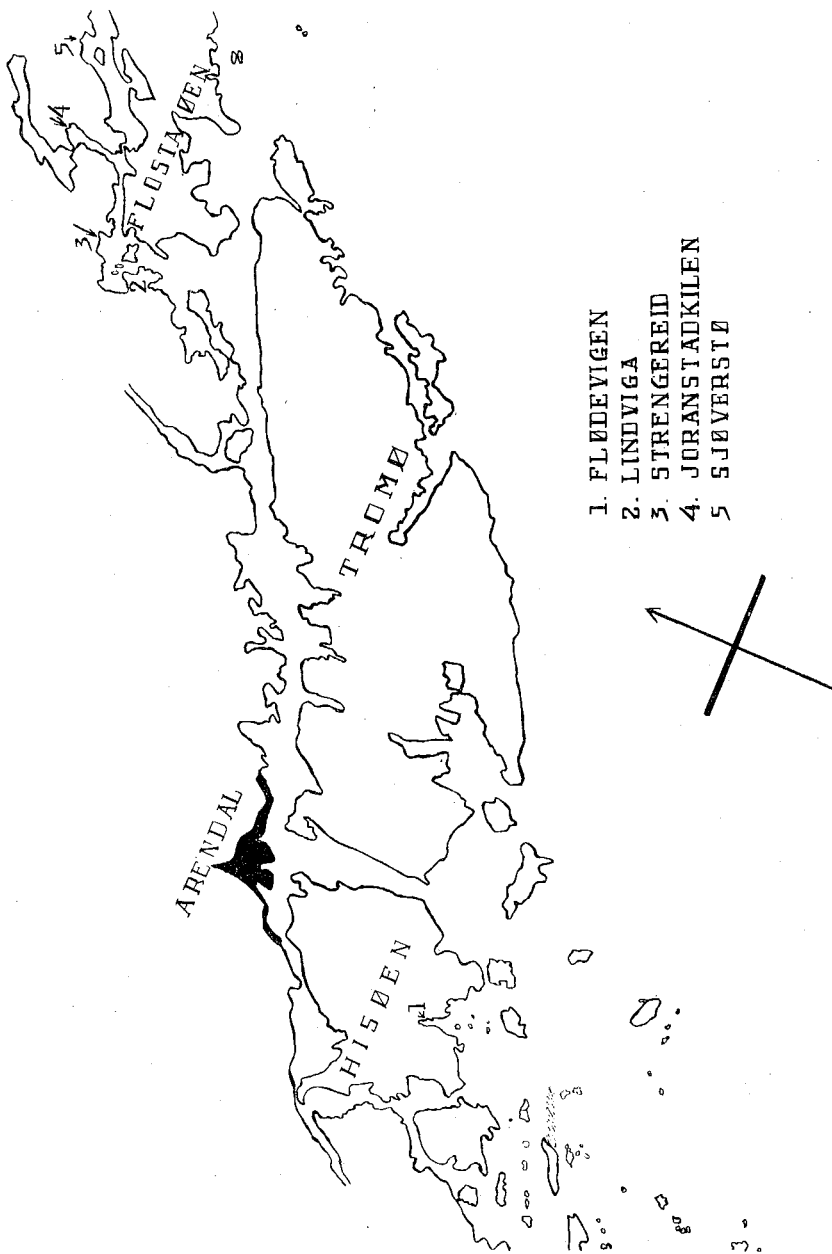 ARENDAL
HISØEN
TROMØ
FLOSTAØEN
1
2
3
4
5
8
1. FLØDEVIGEN
2. LINDVIGA
3. STRENGEREID
4. JORANSTADKILEN
5 SJØVERSTØ